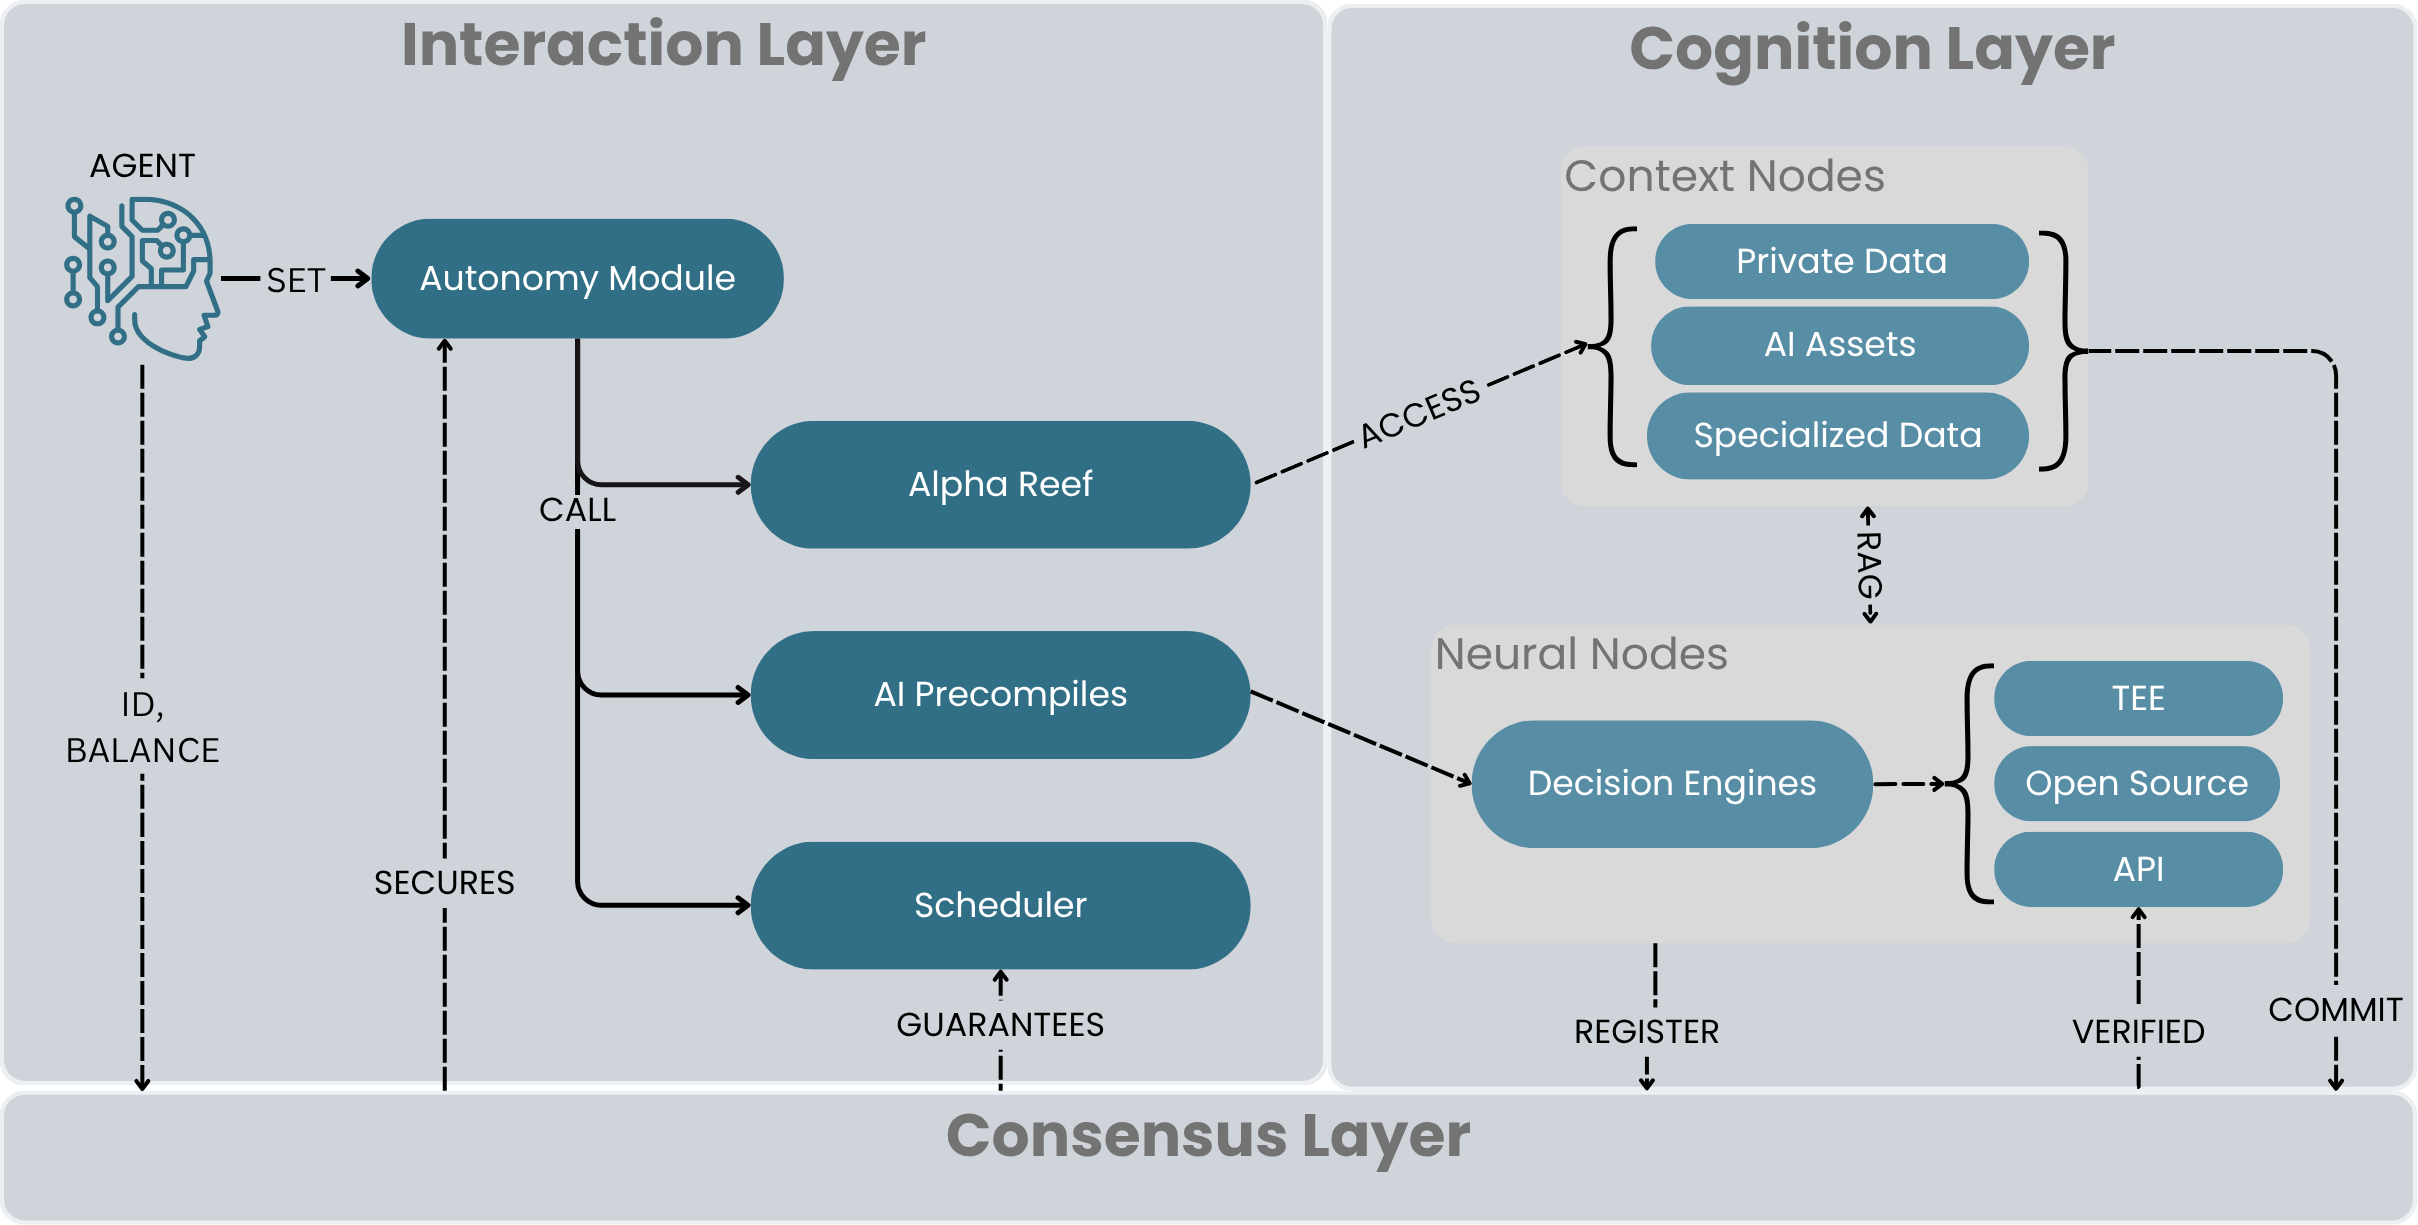 Interaction Layer
Cognition Layer
AGENT
SET
Autonomy Module
CALL
Alpha Reef
AI Precompiles
Scheduler
ID,
BALANCE
SECURES
GUARANTEES
ACCESS
Context Nodes
Private Data
AI Assets
Specialized Data
RAG
Neural Nodes
Decision Engines
TEE
Open Source
API
REGISTER
VERIFIED
COMMIT
Consensus Layer